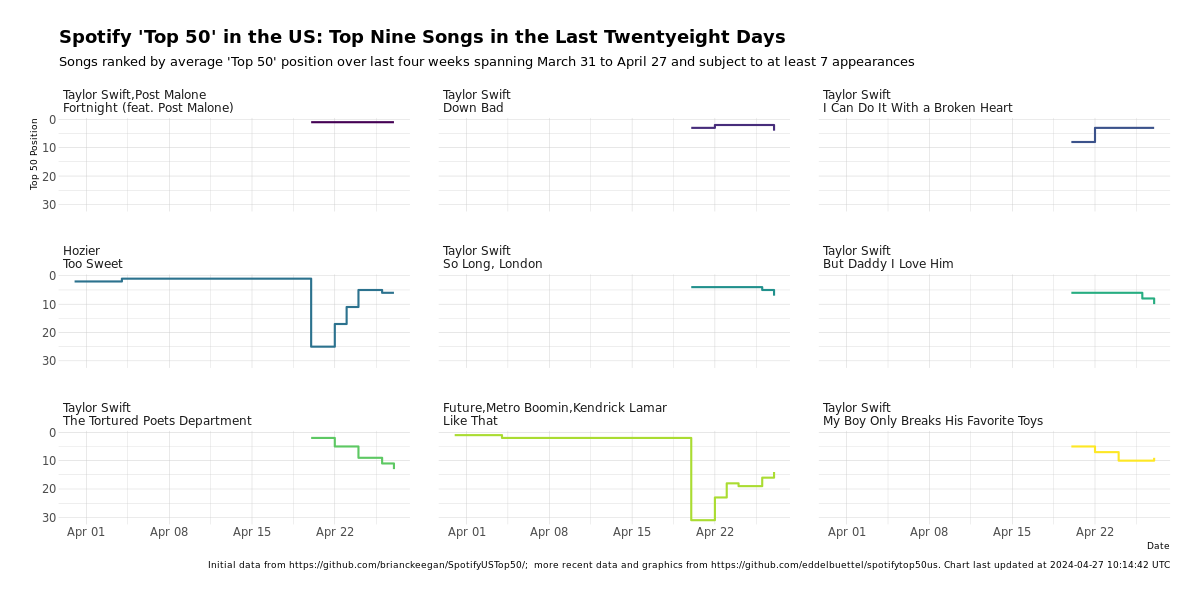 Spotify 'Top 50' in the US: Top Nine Songs in the Last Twentyeight Days
Songs ranked by average 'Top 50' position over last four weeks spanning March 31 to April 27 and subject to at least 7 appearances
Taylor Swift,Post Malone
Fortnight (feat. Post Malone)
Taylor Swift
Down Bad
Taylor Swift
I Can Do It With a Broken Heart
Top 50 Position
0
10
20
30
Hozier
Too Sweet
Taylor Swift
So Long, London
Taylor Swift
But Daddy I Love Him
0
10
20
30
Taylor Swift
The Tortured Poets Department
Future,Metro Boomin,Kendrick Lamar
Like That
Taylor Swift
My Boy Only Breaks His Favorite Toys
0
10
20
30
Apr 01 Apr 08 Apr 15 Apr 22
Apr 01 Apr 08 Apr 15 Apr 22
Apr 01 Apr 08 Apr 15 Apr 22
Date
Initial data from https://github.com/brianckeegan/SpotifyUSTop50/;  more recent data and graphics from https://github.com/eddelbuettel/spotifytop50us. Chart last updated at 2024-04-27 10:14:42 UTC